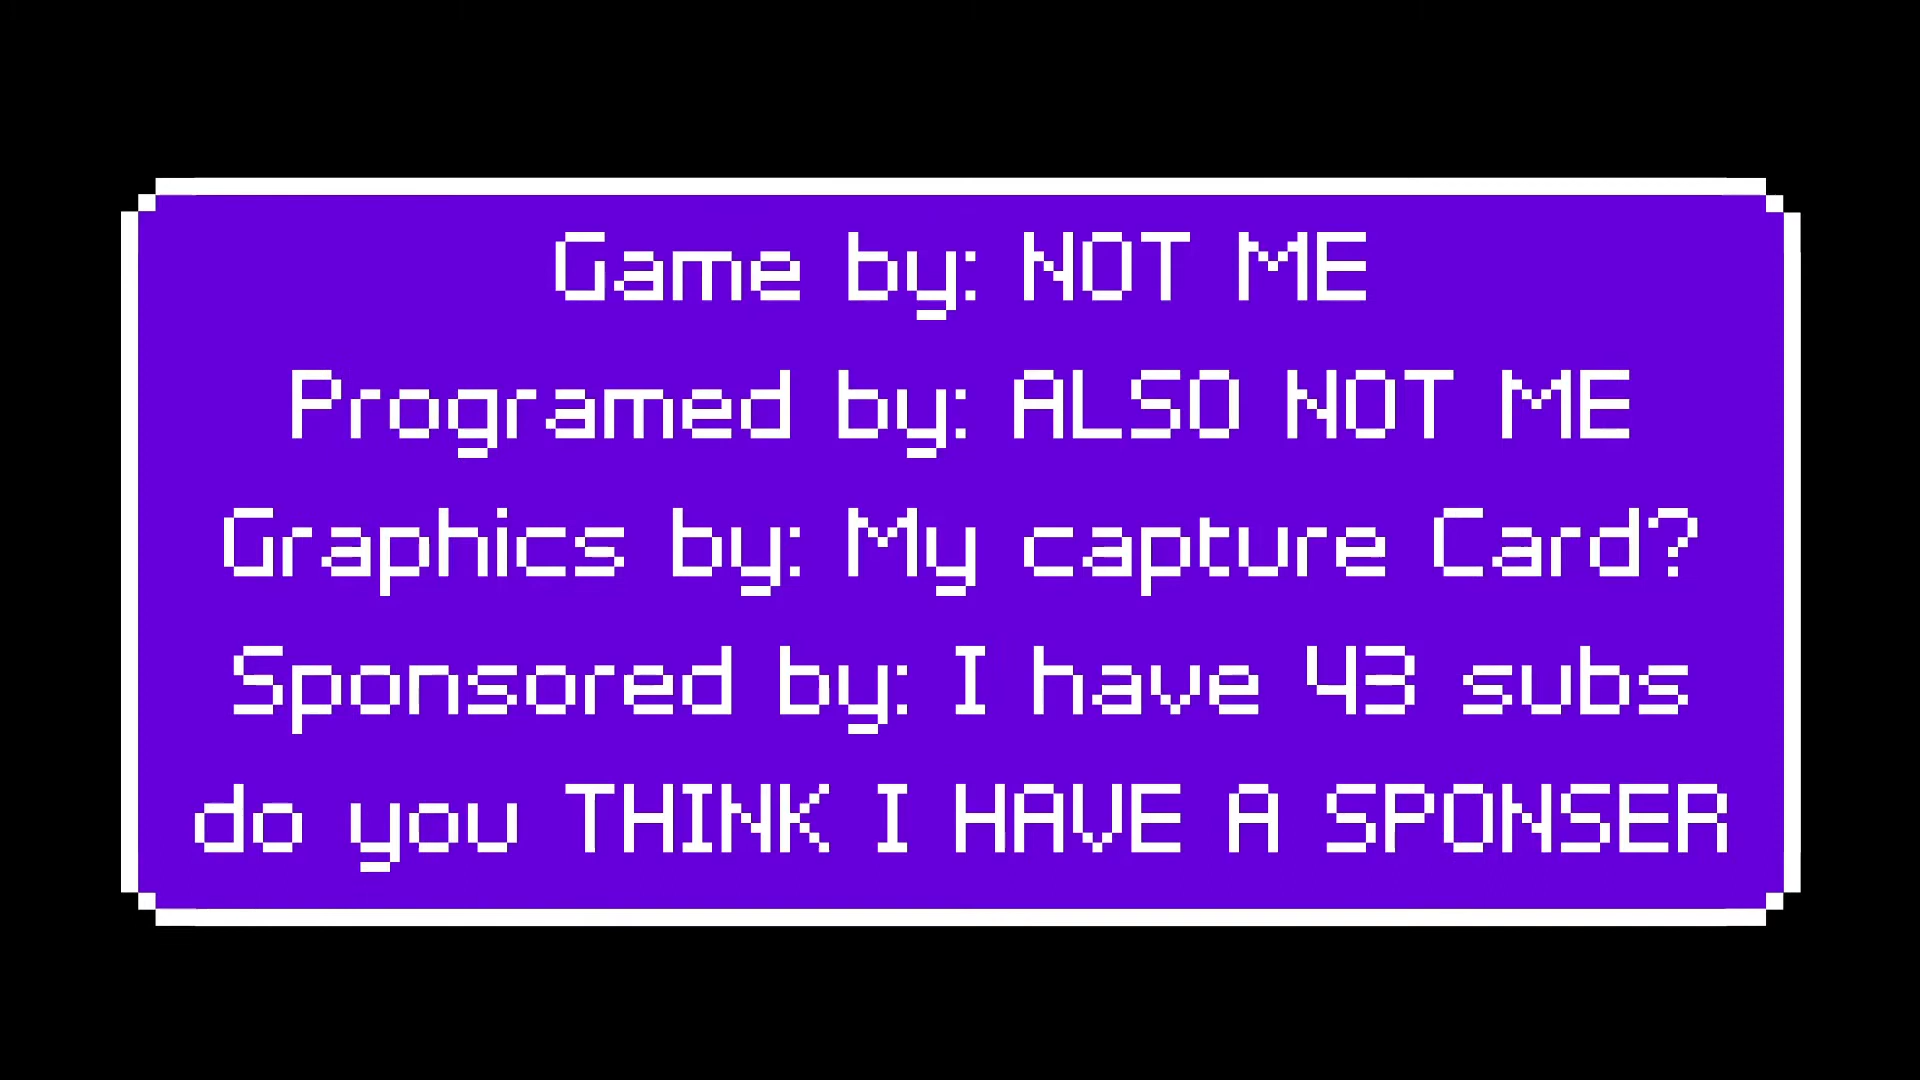 Game by: NOT ME
Programed by: ALSO NOT ME
Graphics by: My capture Card?
Sponsored by: I have 43 subs
do you THINK I HAVE A SPONSER